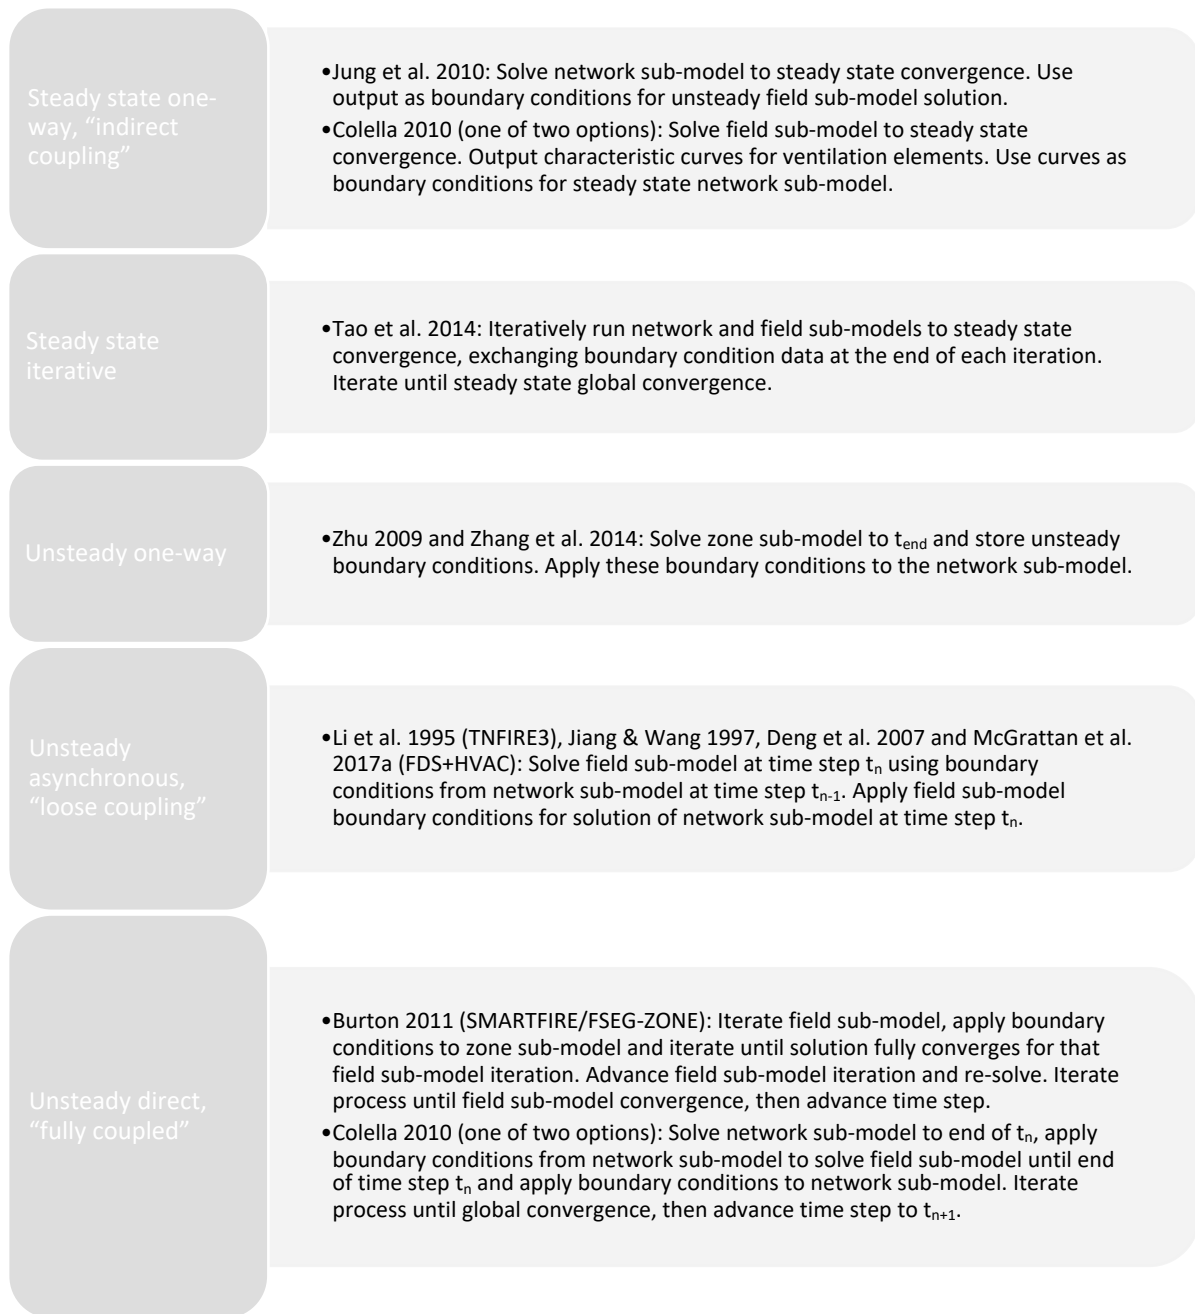 Steady state one-
way, “indirect
coupling”
•Jung et al. 2010: Solve network sub-model to steady state convergence. Use
output as boundary conditions for unsteady field sub-model solution.
•Colella 2010 (one of two options): Solve field sub-model to steady state
convergence. Output characteristic curves for ventilation elements. Use curves as
boundary conditions for steady state network sub-model.
Steady state
iterative
•Tao et al. 2014: Iteratively run network and field sub-models to steady state
convergence, exchanging boundary condition data at the end of each iteration.
Iterate until steady state global convergence.
Unsteady one-way
•Zhu 2009 and Zhang et al. 2014: Solve zone sub-model to tend and store unsteady
boundary conditions. Apply these boundary conditions to the network sub-model.
Unsteady
asynchronous,
“loose coupling”
•Li et al. 1995 (TNFIRE3), Jiang & Wang 1997, Deng et al. 2007 and McGrattan et al.
2017a (FDS+HVAC): Solve field sub-model at time step tn using boundary
conditions from network sub-model at time step tn-1. Apply field sub-model
boundary conditions for solution of network sub-model at time step tn.
Unsteady direct,
“fully coupled”
•Burton 2011 (SMARTFIRE/FSEG-ZONE): Iterate field sub-model, apply boundary
conditions to zone sub-model and iterate until solution fully converges for that
field sub-model iteration. Advance field sub-model iteration and re-solve. Iterate
process until field sub-model convergence, then advance time step.
•Colella 2010 (one of two options): Solve network sub-model to end of tn, apply
boundary conditions from network sub-model to solve field sub-model until end
of time step tn and apply boundary conditions to network sub-model. Iterate
process until global convergence, then advance time step to tn+1.